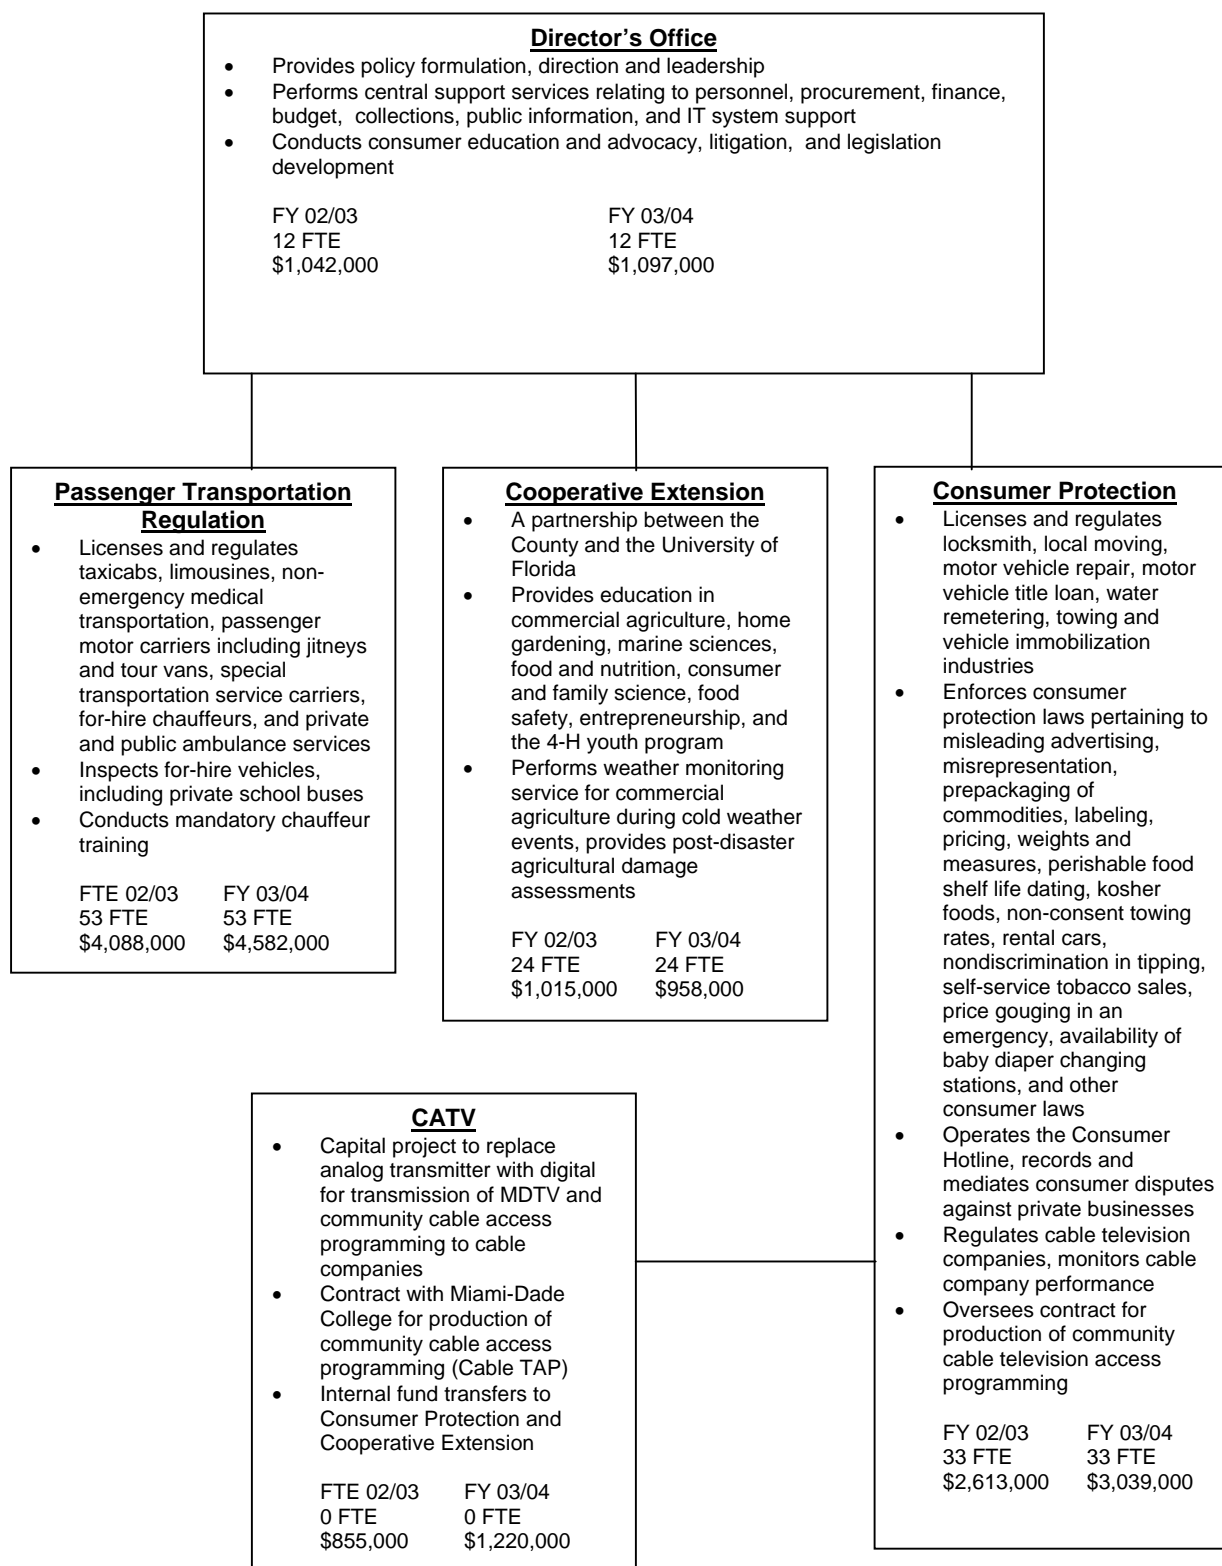 Director's Office
• Provides policy formulation, direction and leadership
• Performs central support services relating to personnel, procurement, finance,
budget, collections, public information, and IT system support
• Conducts consumer education and advocacy, litigation, and legislation
development
FY 02/03 FY 03/04
12 FTE 12 FTE
$1,042,000 $1,097,000
Passenger Transportation
Regulation
• Licenses and regulates
taxicabs, limousines, non-
emergency medical
transportation, passenger
motor carriers including jitneys
and tour vans, special
transportation service carriers,
for-hire chauffeurs, and private
and public ambulance services
• Inspects for-hire vehicles,
including private school buses
• Conducts mandatory chauffeur
training
FTE 02/03 FY 03/04
53 FTE 53 FTE
$4,088,000 $4,582,000
Cooperative Extension
• A partnership between the
County and the University of
Florida
• Provides education in
commercial agriculture, home
gardening, marine sciences,
food and nutrition, consumer
and family science, food
safety, entrepreneurship, and
the 4-H youth program
• Performs weather monitoring
service for commercial
agriculture during cold weather
events, provides post-disaster
agricultural damage
assessments
FY 02/03 FY 03/04
24 FTE 24 FTE
$1,015,000 $958,000
Consumer Protection
• Licenses and regulates
locksmith, local moving,
motor vehicle repair, motor
vehicle title loan, water
remetering, towing and
vehicle immobilization
industries
• Enforces consumer
protection laws pertaining to
misleading advertising,
misrepresentation,
prepackaging of
commodities, labeling,
pricing, weights and
measures, perishable food
shelf life dating, kosher
foods, non-consent towing
rates, rental cars,
nondiscrimination in tipping,
self-service tobacco sales,
price gouging in an
emergency, availability of
baby diaper changing
stations, and other
consumer laws
• Operates the Consumer
Hotline, records and
mediates consumer disputes
against private businesses
• Regulates cable television
companies, monitors cable
company performance
• Oversees contract for
production of community
cable television access
programming
FY 02/03 FY 03/04
33 FTE 33 FTE
$2,613,000 $3,039,000
CATV
• Capital project to replace
analog transmitter with digital
for transmission of MDTV and
community cable access
programming to cable
companies
• Contract with Miami-Dade
College for production of
community cable access
programming (Cable TAP)
• Internal fund transfers to
Consumer Protection and
Cooperative Extension
FTE 02/03 FY 03/04
0 FTE 0 FTE
$855,000 $1,220,000